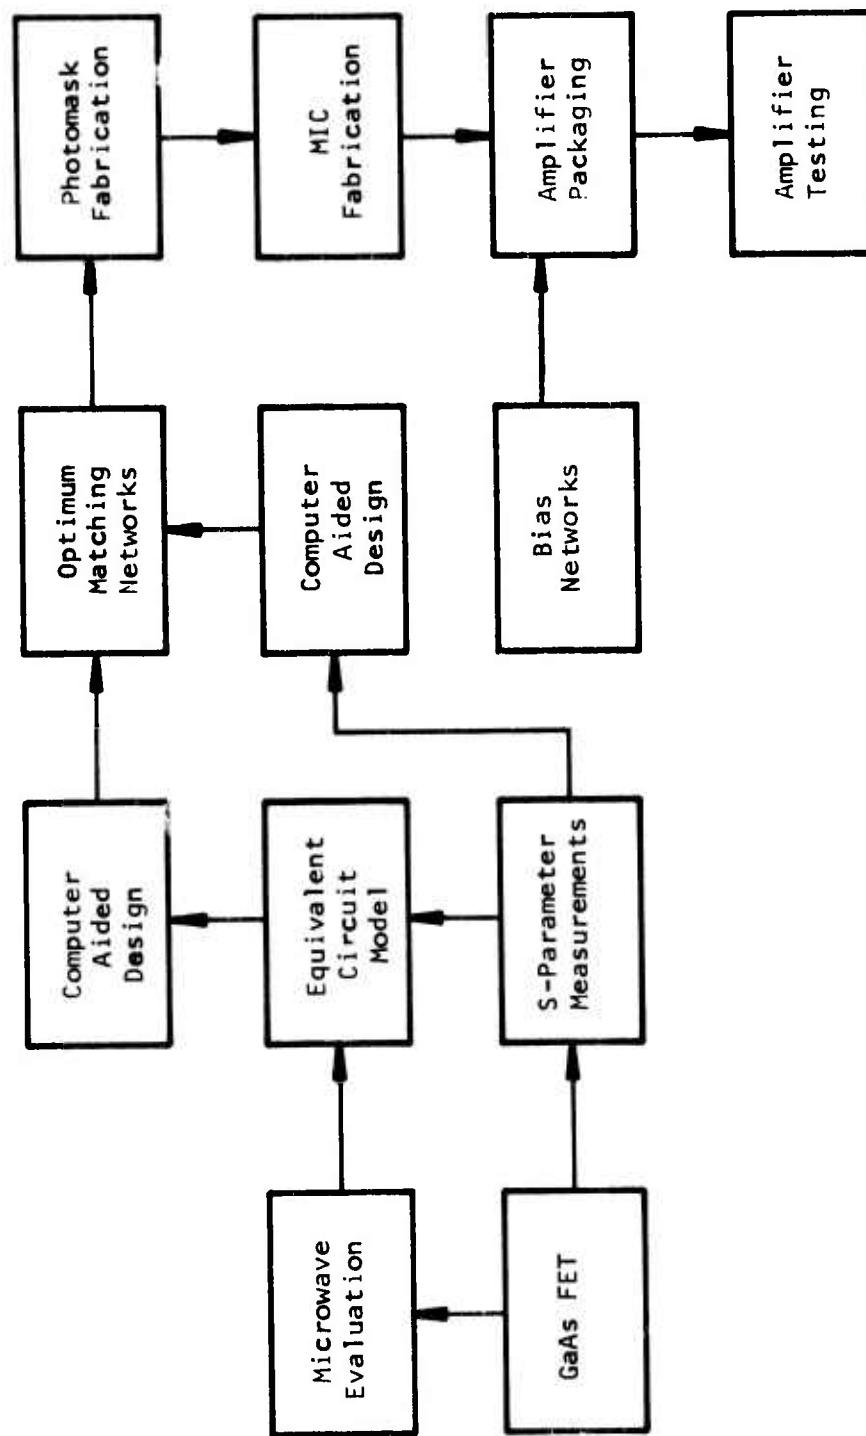 GaAs FET
Microwave
Evaluation
S-Parameter
Measurements
Equivalent
Circuit
Model
Computer
Aided
Design
Computer
Aided
Design
Optimum
Matching
Networks
Photomask
Fabrication
MIC
Fabrication
Bias
Networks
Amplifier
Packaging
Amplifier
Testing